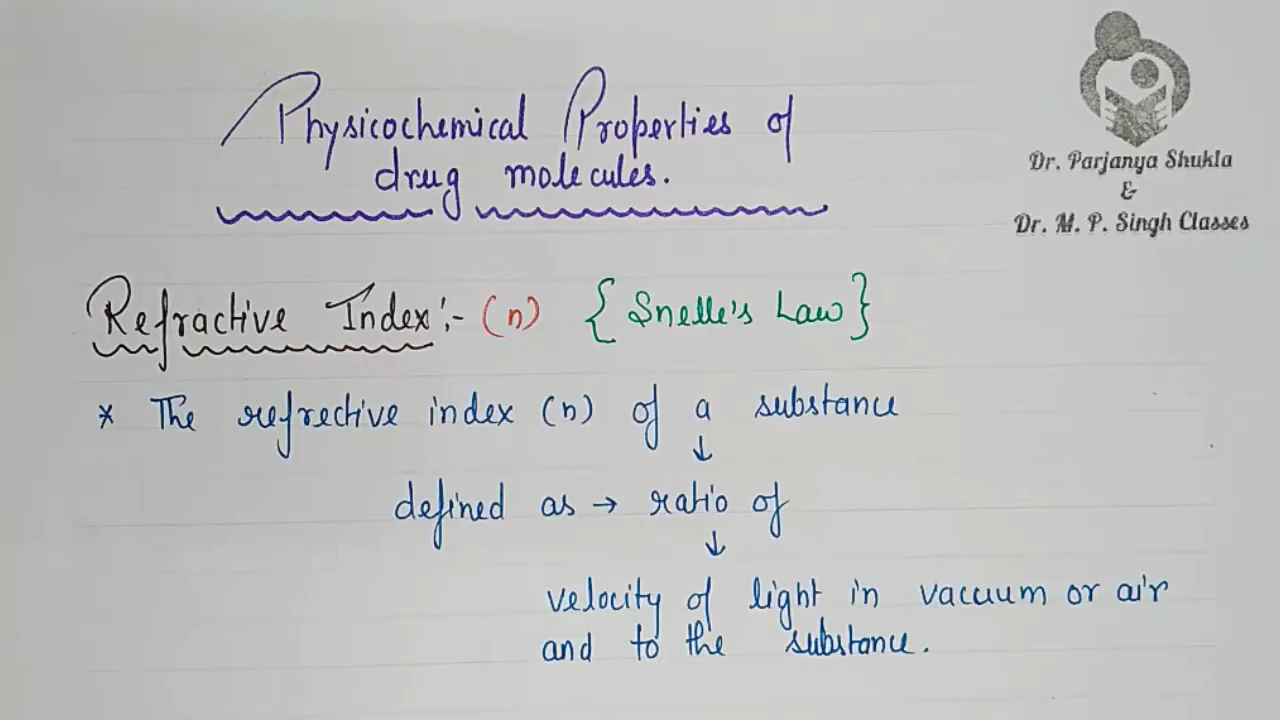 Physicochemical Properties of
drug molecules.
Dr. Parjanya Shukla
&
Dr. M. P. Singh Classes
Refractive Index:- (n) { Snelle's Law }
* The refrective index (n) of a substance
↓
defined as → ratio of
↓
velocity of light in vacuum or air
and to the substance.